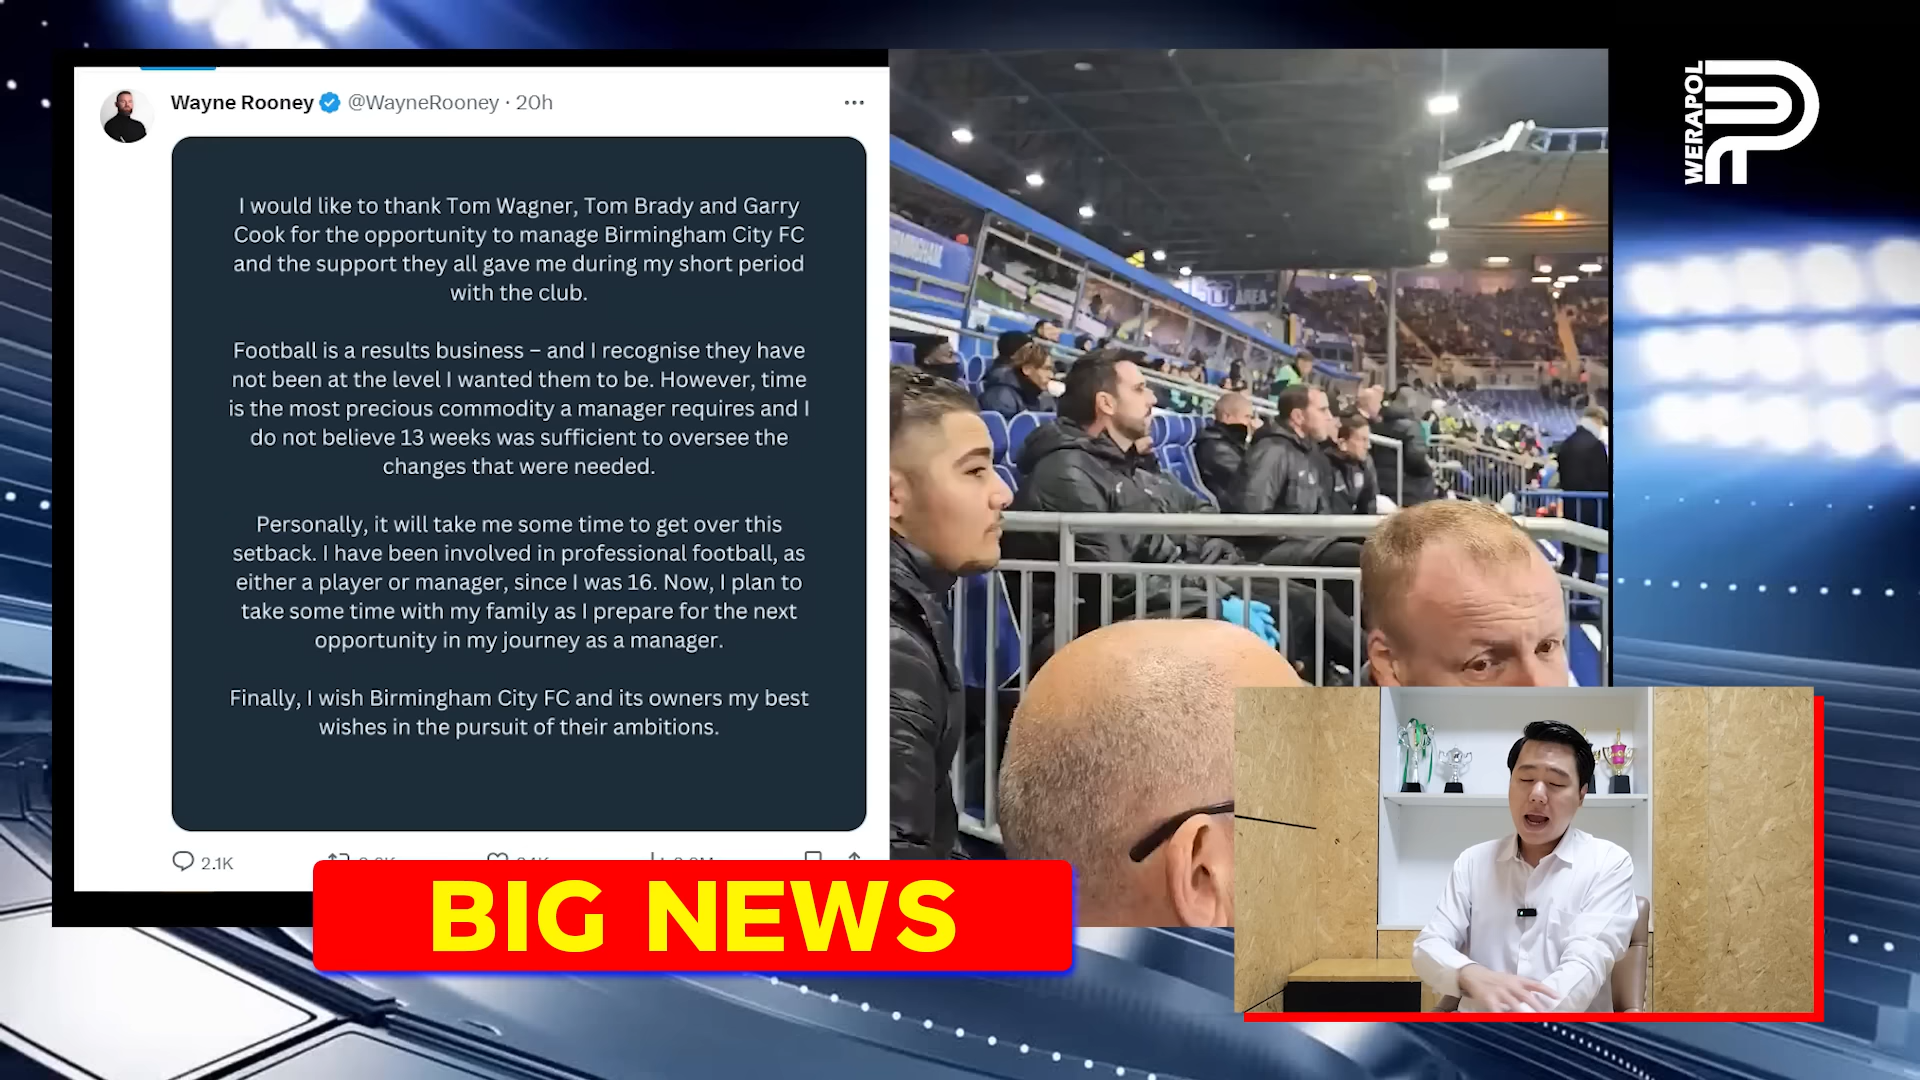 Wayne Rooney @WayneRooney · 20h
I would like to thank Tom Wagner, Tom Brady and Garry
Cook for the opportunity to manage Birmingham City FC
and the support they all gave me during my short period
with the club.
Football is a results business – and I recognise they have
not been at the level I wanted them to be. However, time
is the most precious commodity a manager requires and I
do not believe 13 weeks was sufficient to oversee the
changes that were needed.
Personally, it will take me some time to get over this
setback. I have been involved in professional football, as
either a player or manager, since I was 16. Now, I plan to
take some time with my family as I prepare for the next
opportunity in my journey as a manager.
Finally, I wish Birmingham City FC and its owners my best
wishes in the pursuit of their ambitions.
2.1K
BIG NEWS
WERAPOL